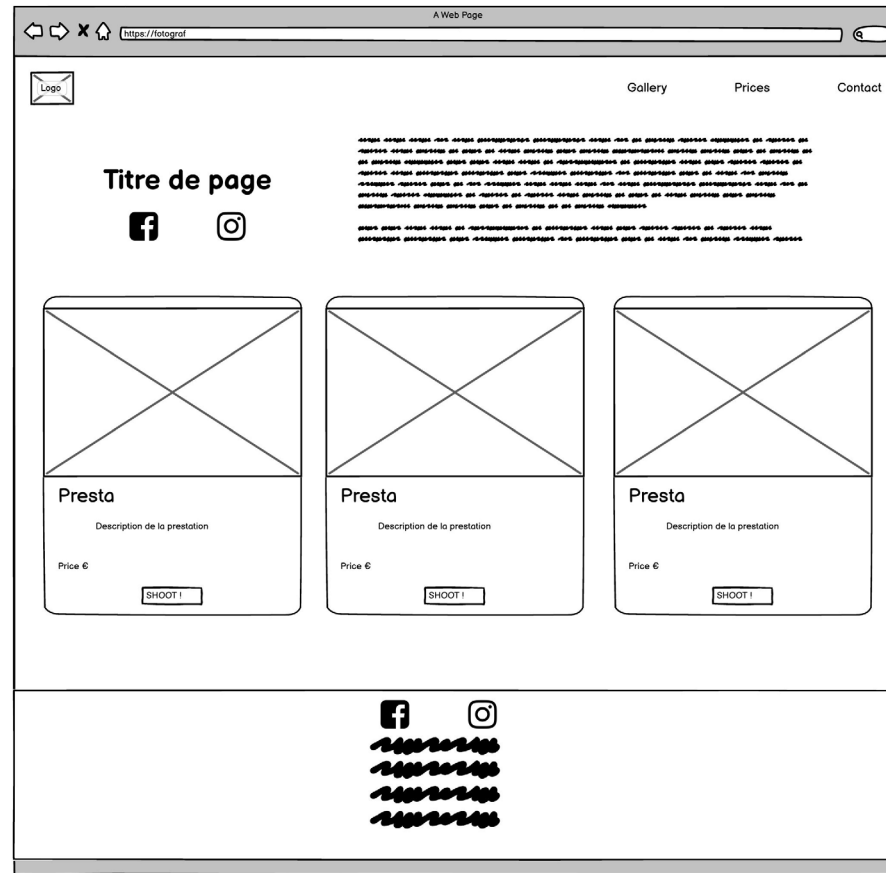 A Web Page
https://fotograf
Logo
Gallery Prices Contact
Titre de page
Presta
Description de la prestation
Price €
SHOOT !
Presta
Description de la prestation
Price €
SHOOT !
Presta
Description de la prestation
Price €
SHOOT !